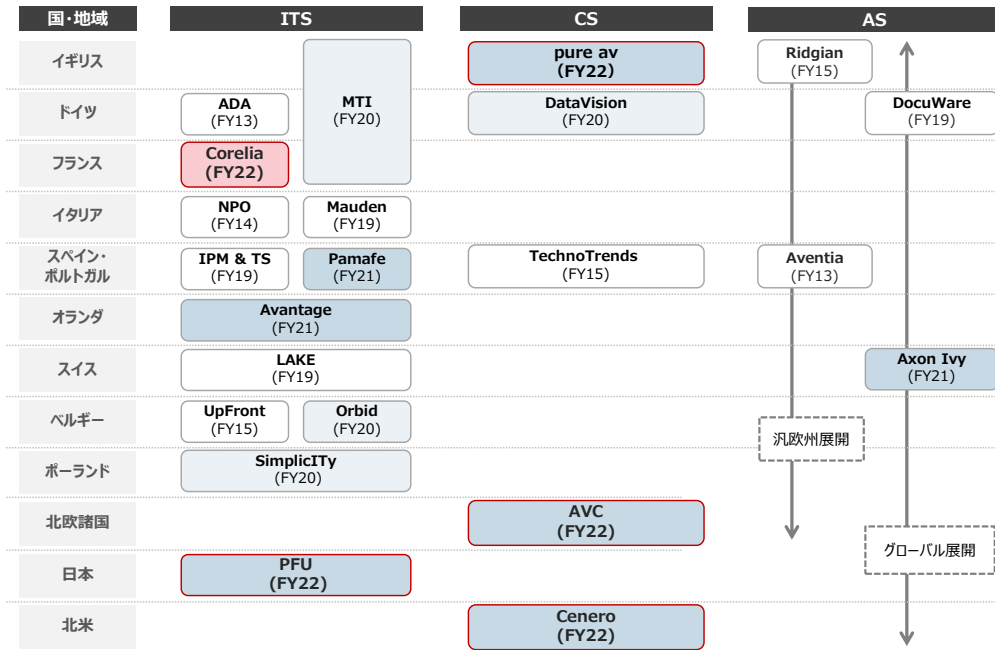 国・地域
ITS
CS
AS
イギリス
MTI
(FY20)
pure av
(FY22)
Ridgian
(FY15)
ドイツ
ADA
(FY13)
DataVision
(FY20)
DocuWare
(FY19)
フランス
Corelia
(FY22)
イタリア
NPO
(FY14)
Mauden
(FY19)
スペイン・
ポルトガル
IPM & TS
(FY19)
Pamafe
(FY21)
TechnoTrends
(FY15)
Aventia
(FY13)
オランダ
Avantage
(FY21)
スイス
LAKE
(FY19)
Axon Ivy
(FY21)
ベルギー
UpFront
(FY15)
Orbid
(FY20)
汎欧州展開
ポーランド
SimplicITy
(FY20)
北欧諸国
AVC
(FY22)
グローバル展開
日本
PFU
(FY22)
北米
Cenero
(FY22)